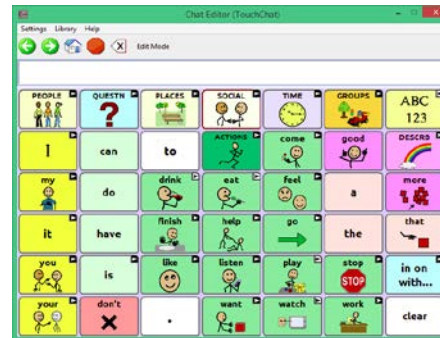 Chat Editor (TouchChat)
Settings Library Help
Edit Mode
PEOPLE QUESTN PLACES SOCIAL TIME GROUPS ABC
123
I can to ACTIONS come good DESCRB
my do drink eat feel a more
it have finish help go the that
you is like listen play stop in on
STOP with...
your don't . want watch work clear